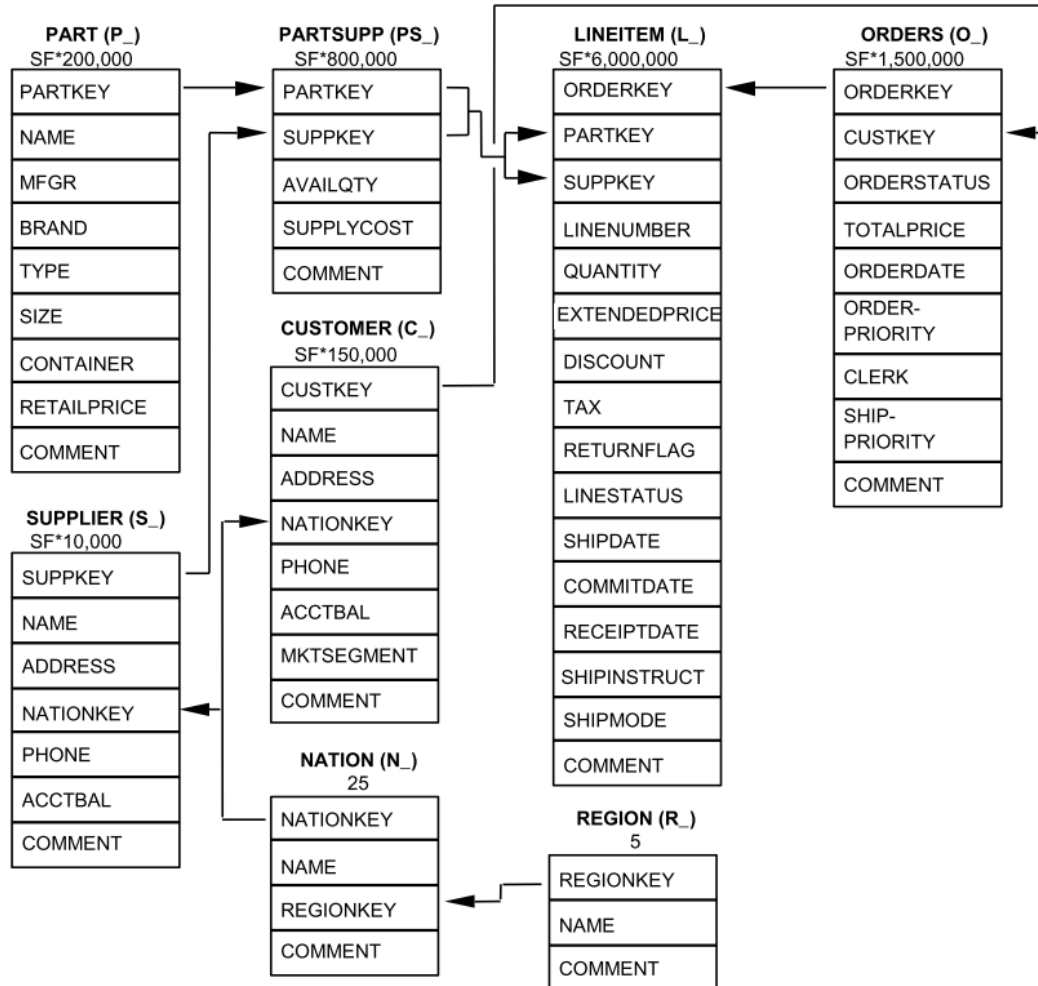 PART (P_)
SF*200,000
PARTKEY
NAME
MFGR
BRAND
TYPE
SIZE
CONTAINER
RETAILPRICE
COMMENT
SUPPLIER (S_)
SF*10,000
SUPPKEY
NAME
ADDRESS
NATIONKEY
PHONE
ACCTBAL
COMMENT
PARTSUPP (PS_)
SF*800,000
PARTKEY
SUPPKEY
AVAILQTY
SUPPLYCOST
COMMENT
CUSTOMER (C_)
SF*150,000
CUSTKEY
NAME
ADDRESS
NATIONKEY
PHONE
ACCTBAL
MKTSEGMENT
COMMENT
NATION (N_)
25
NATIONKEY
NAME
REGIONKEY
COMMENT
LINEITEM (L_)
SF*6,000,000
ORDERKEY
PARTKEY
SUPPKEY
LINENUMBER
QUANTITY
EXTENDEDPRICE
DISCOUNT
TAX
RETURNFLAG
LINESTATUS
SHIPDATE
COMMITDATE
RECEIPTDATE
SHIPINSTRUCT
SHIPMODE
COMMENT
REGION (R_)
5
REGIONKEY
NAME
COMMENT
ORDERS (O_)
SF*1,500,000
ORDERKEY
CUSTKEY
ORDERSTATUS
TOTALPRICE
ORDERDATE
ORDER-
PRIORITY
CLERK
SHIP-
PRIORITY
COMMENT